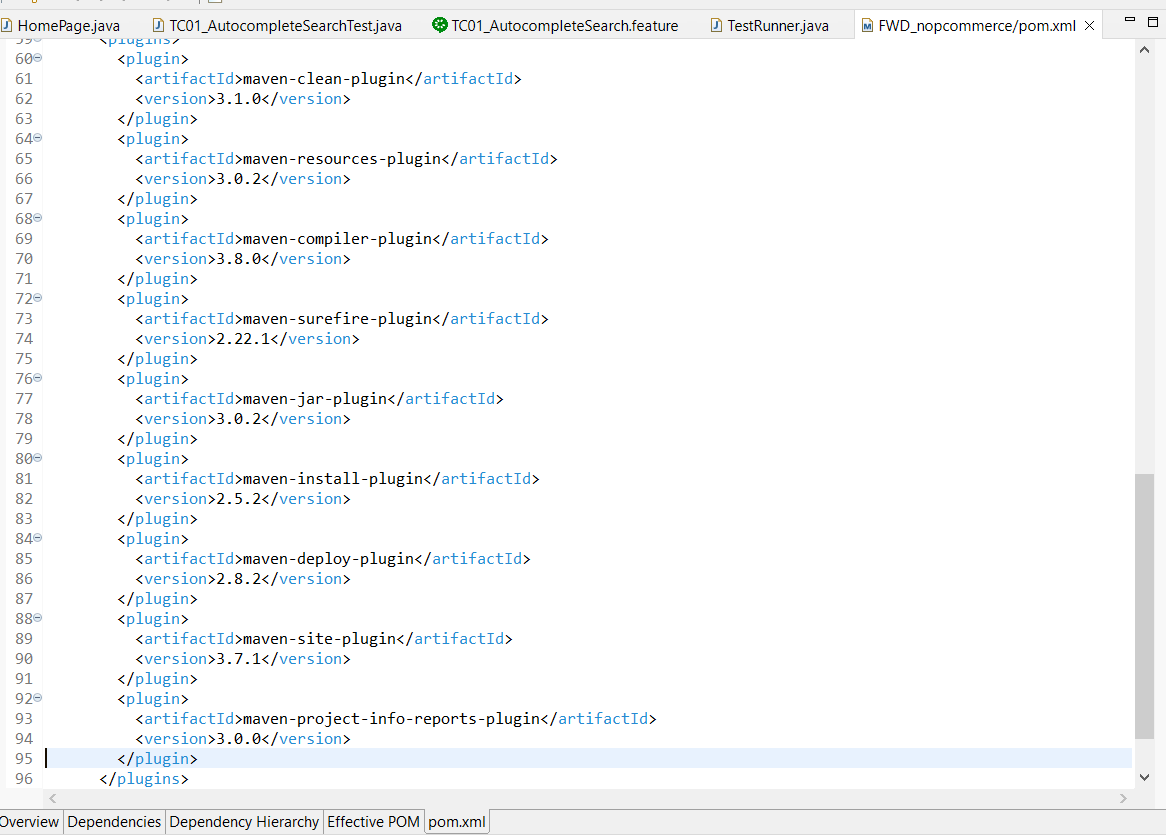 HomePage.java TC01_AutocompleteSearchTest.java TC01_AutocompleteSearch.feature TestRunner.java FWD_nopcommerce/pom.xml
59 <plugins>
60 <plugin>
61 <artifactId>maven-clean-plugin</artifactId>
62 <version>3.1.0</version>
63 </plugin>
64 <plugin>
65 <artifactId>maven-resources-plugin</artifactId>
66 <version>3.0.2</version>
67 </plugin>
68 <plugin>
69 <artifactId>maven-compiler-plugin</artifactId>
70 <version>3.8.0</version>
71 </plugin>
72 <plugin>
73 <artifactId>maven-surefire-plugin</artifactId>
74 <version>2.22.1</version>
75 </plugin>
76 <plugin>
77 <artifactId>maven-jar-plugin</artifactId>
78 <version>3.0.2</version>
79 </plugin>
80 <plugin>
81 <artifactId>maven-install-plugin</artifactId>
82 <version>2.5.2</version>
83 </plugin>
84 <plugin>
85 <artifactId>maven-deploy-plugin</artifactId>
86 <version>2.8.2</version>
87 </plugin>
88 <plugin>
89 <artifactId>maven-site-plugin</artifactId>
90 <version>3.7.1</version>
91 </plugin>
92 <plugin>
93 <artifactId>maven-project-info-reports-plugin</artifactId>
94 <version>3.0.0</version>
95 </plugin>
96 </plugins>
Overview Dependencies Dependency Hierarchy Effective POM pom.xml